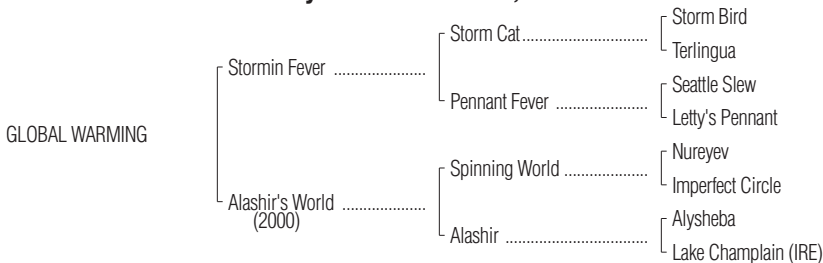 Storm Bird
Storm Cat......................................
Terlingua
Stormin Fever ......................
Seattle Slew
Pennant Fever ............................
Letty's Pennant
GLOBAL WARMING
Nureyev
Spinning World .........................
Imperfect Circle
Alashir's World ....................
(2000)
Alysheba
Alashir ...........................................
Lake Champlain (IRE)